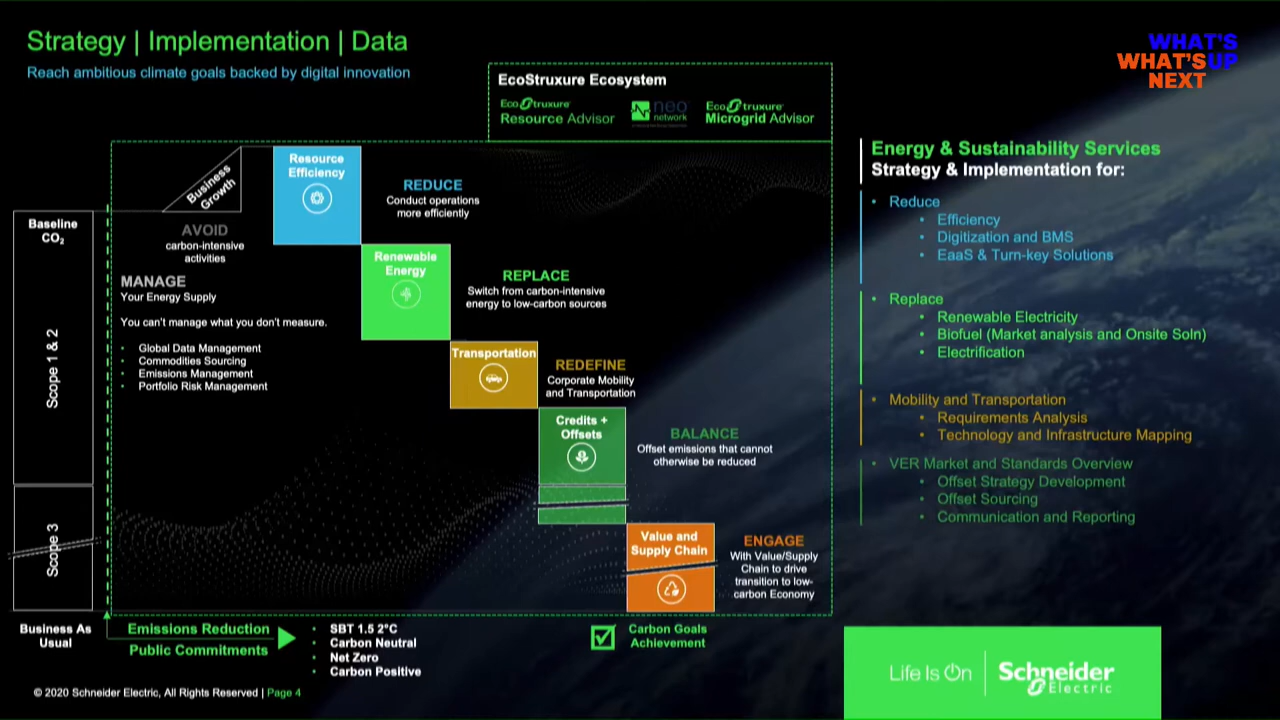 Strategy | Implementation | Data
Reach ambitious climate goals backed by digital innovation
WHAT'S
WHAT'S UP
NEXT
EcoStruxure Ecosystem
EcoStruxure
Resource Advisor
neo
network
EcoStruxure
Microgrid Advisor
Business
Growth
Resource
Efficiency
REDUCE
Conduct operations
more efficiently
Baseline
CO₂
AVOID
carbon-intensive
activities
MANAGE
Your Energy Supply
You can't manage what you don't measure.
• Global Data Management
• Commodities Sourcing
• Emissions Management
• Portfolio Risk Management
Renewable
Energy
REPLACE
Switch from carbon-intensive
energy to low-carbon sources
Scope 1 & 2
Transportation
REDEFINE
Corporate Mobility
and Transportation
Credits +
Offsets
BALANCE
Offset emissions that cannot
otherwise be reduced
Scope 3
Value and
Supply Chain
ENGAGE
With Value/Supply
Chain to drive
transition to low-
carbon Economy
Business As
Usual
Emissions Reduction
Public Commitments
• SBT 1.5 2°C
• Carbon Neutral
• Net Zero
• Carbon Positive
Carbon Goals
Achievement
Energy & Sustainability Services
Strategy & Implementation for:
• Reduce
• Efficiency
• Digitization and BMS
• EaaS & Turn-key Solutions
• Replace
• Renewable Electricity
• Biofuel (Market analysis and Onsite Soln)
• Electrification
• Mobility and Transportation
• Requirements Analysis
• Technology and Infrastructure Mapping
• VER Market and Standards Overview
• Offset Strategy Development
• Offset Sourcing
• Communication and Reporting
© 2020 Schneider Electric, All Rights Reserved | Page 4
Life Is On
Schneider
Electric